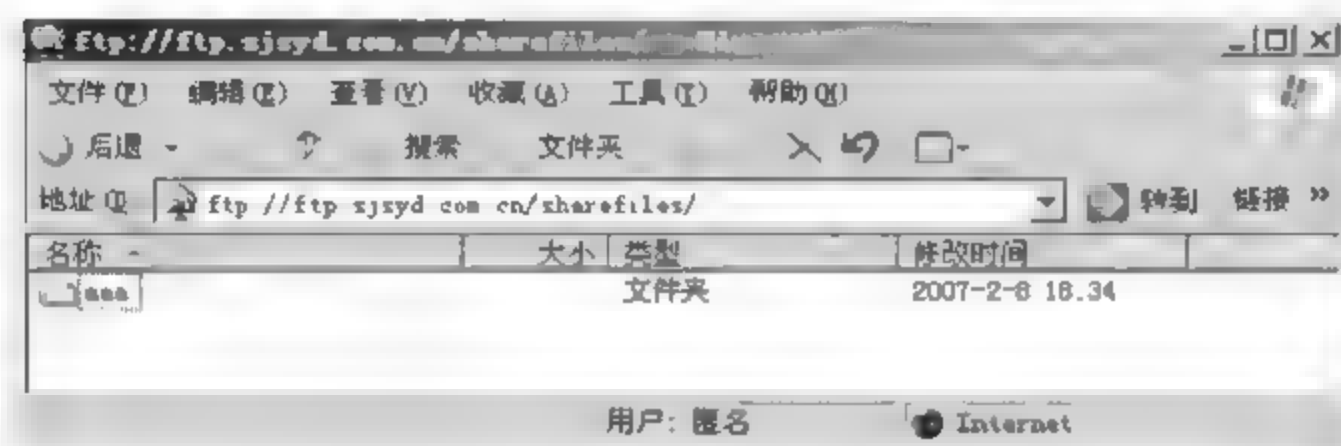 ftp://ftp.sjsyd.com.cn/sharefiles/
文件(F) 编辑(E) 查看(V) 收藏(A) 工具(T) 帮助(H)
后退 搜索 文件夹
地址(D) ftp //ftp sjsyd com cn/sharefiles/ 转到 链接 »
名称 大小 类型 修改时间
aaa 文件夹 2007-2-6 16.34
用户: 匿名 Internet